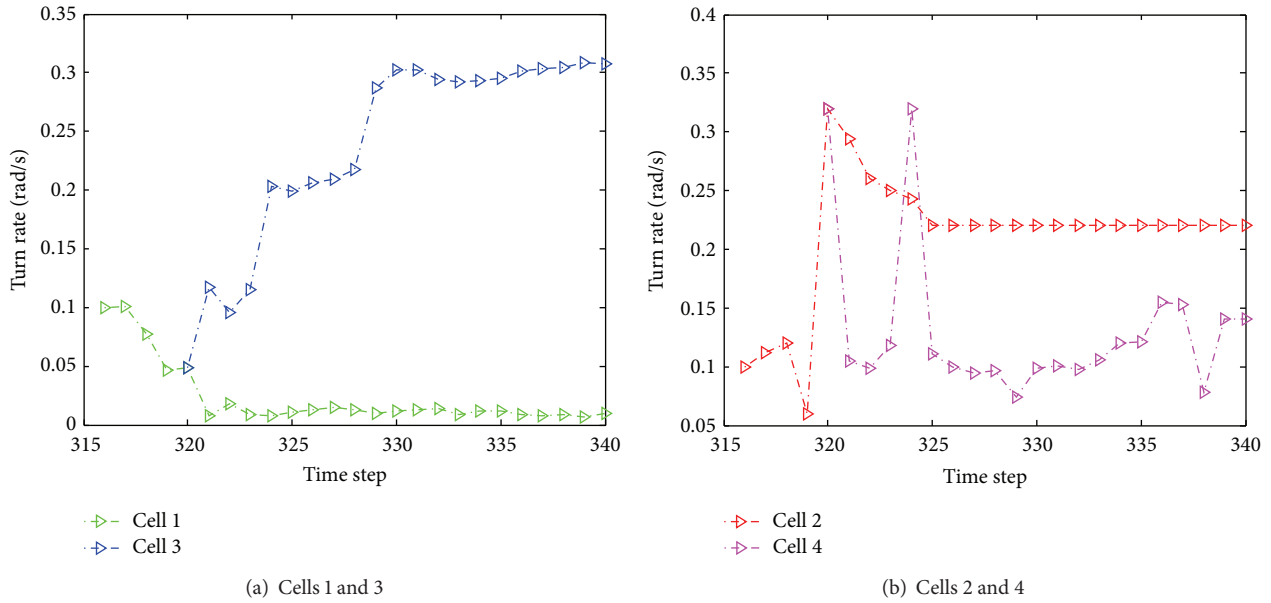 0.35
0.3
0.25
0.2
0.15
0.1
0.05
0
Turn rate (rad/s)
315 320 325 330 335 340
Time step
Cell 1
Cell 3
(a) Cells 1 and 3
0.4
0.35
0.3
0.25
0.2
0.15
0.1
0.05
Turn rate (rad/s)
315 320 325 330 335 340
Time step
Cell 2
Cell 4
(b) Cells 2 and 4